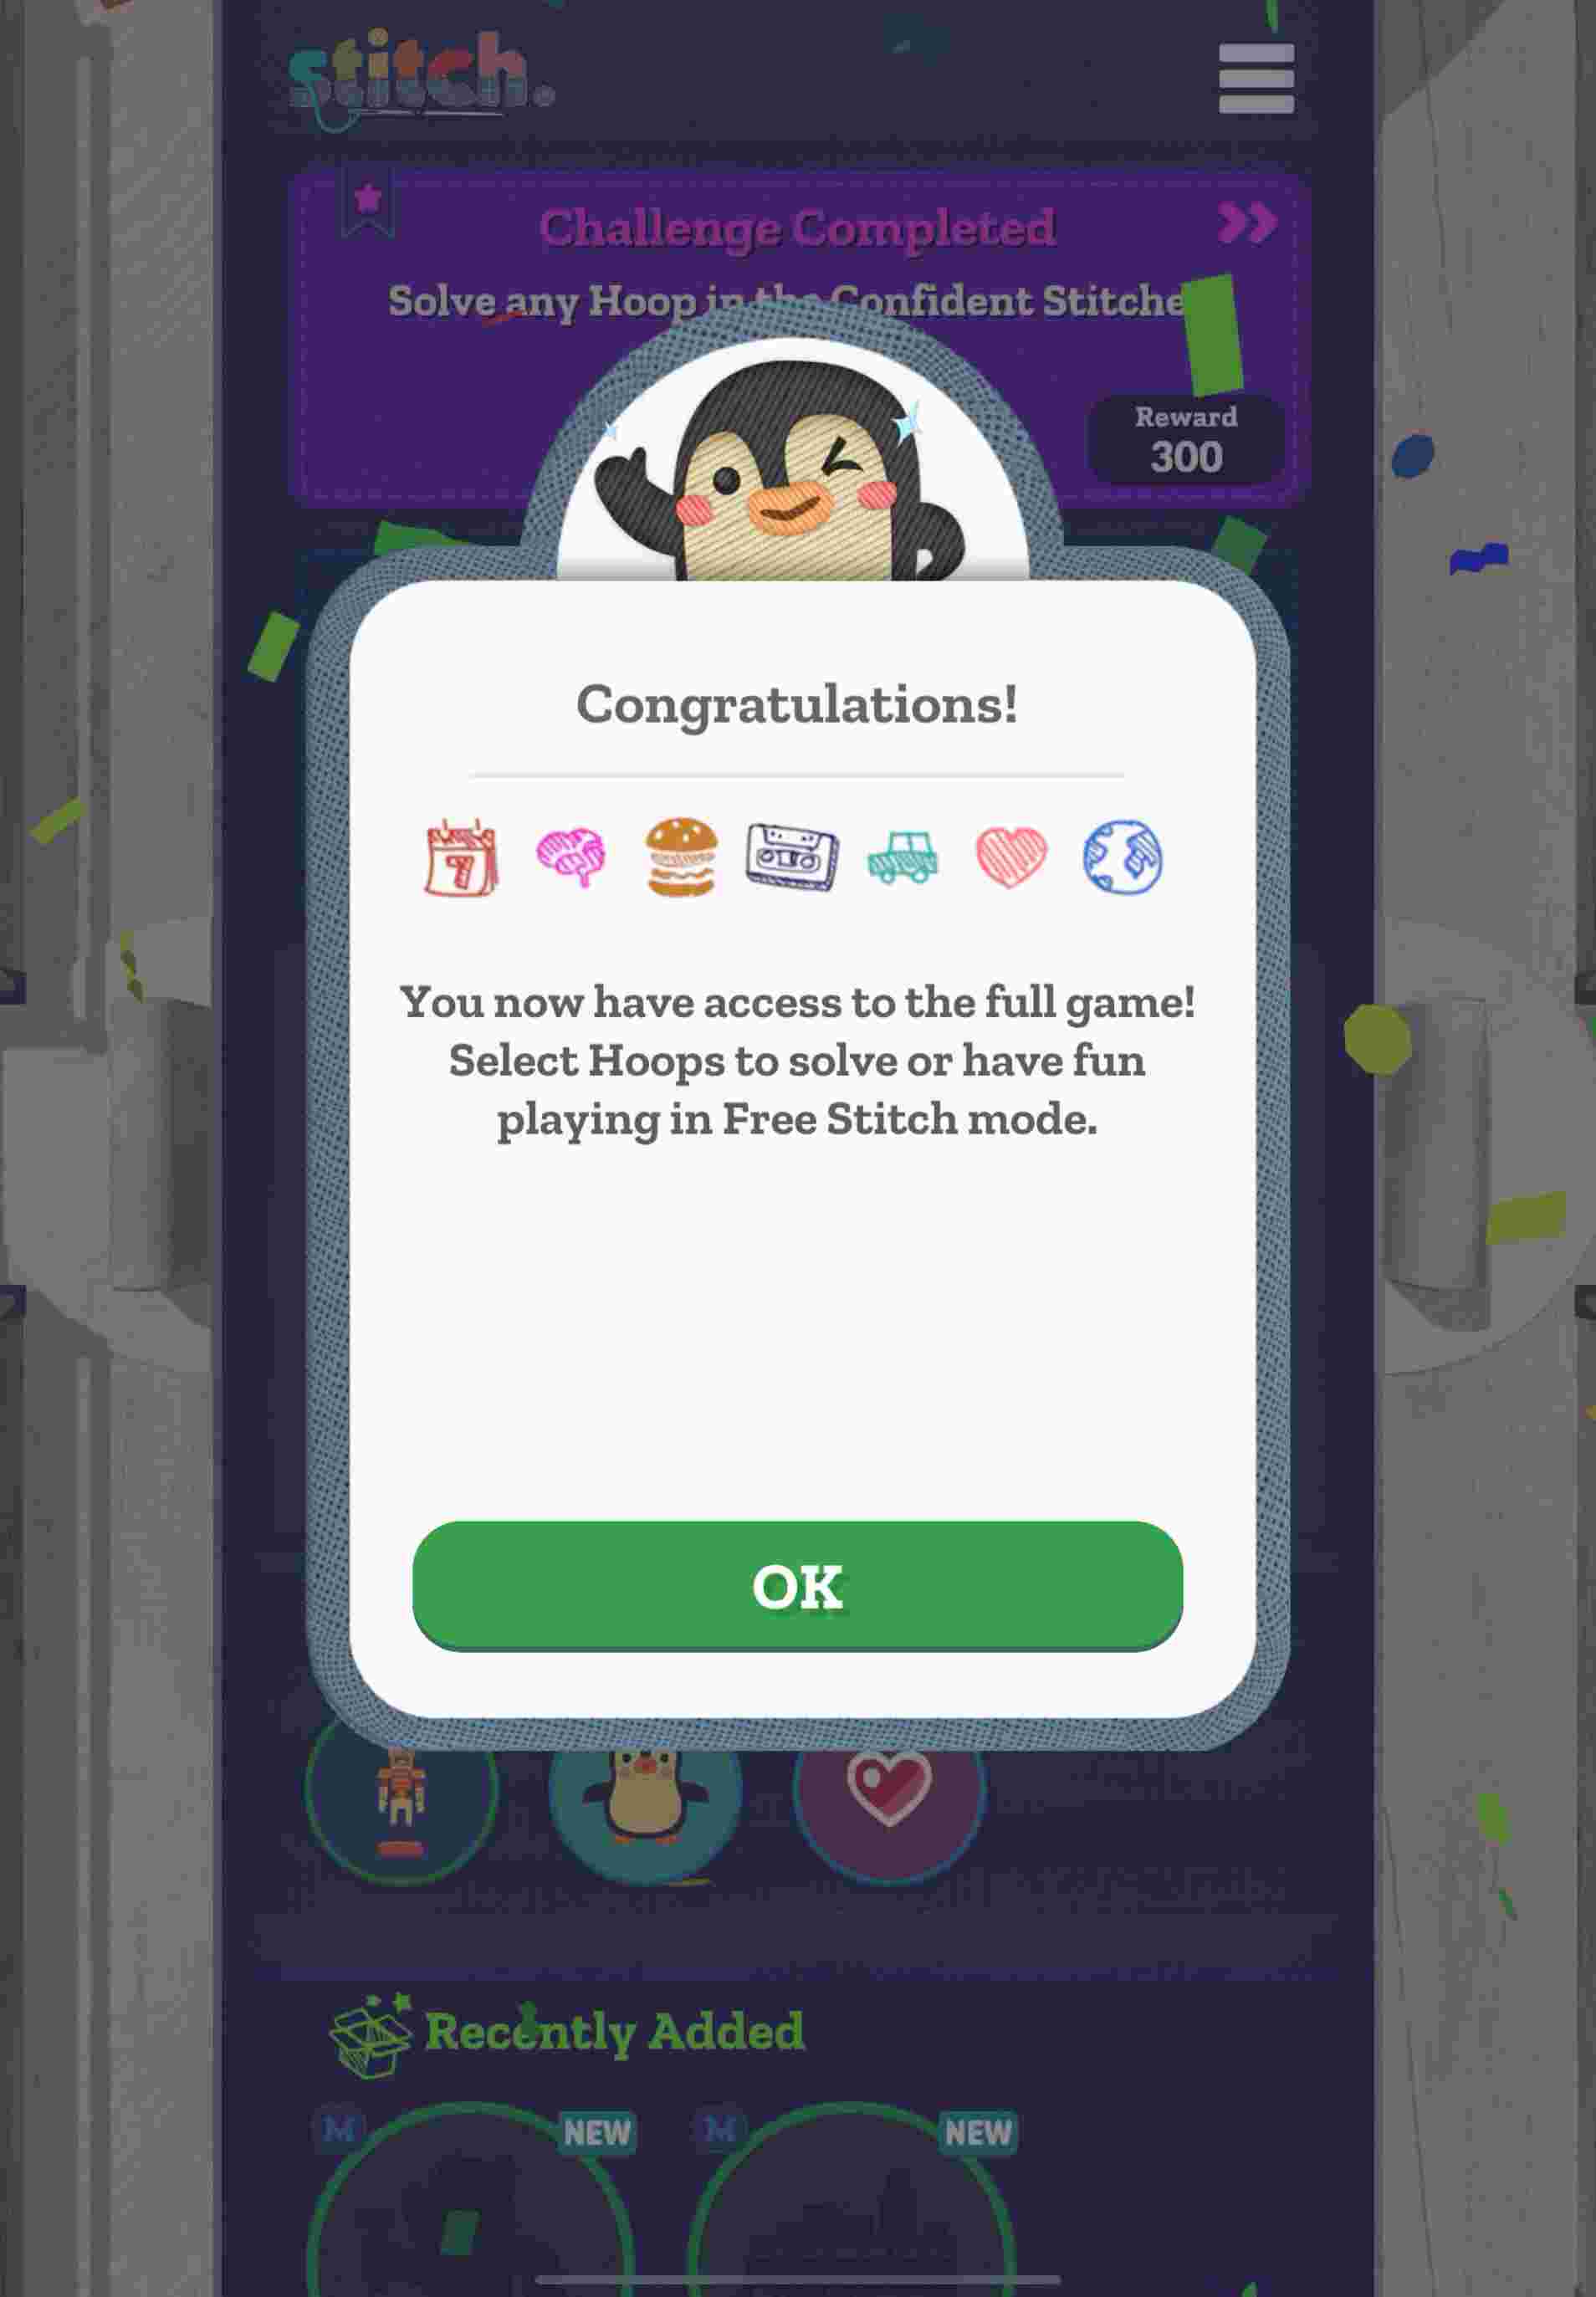 stitch.
Challenge Completed
Solve any Hoop in the Confident Stitche
Reward
300
Congratulations!
7
You now have access to the full game!
Select Hoops to solve or have fun
playing in Free Stitch mode.
OK
Recently Added
M NEW M NEW